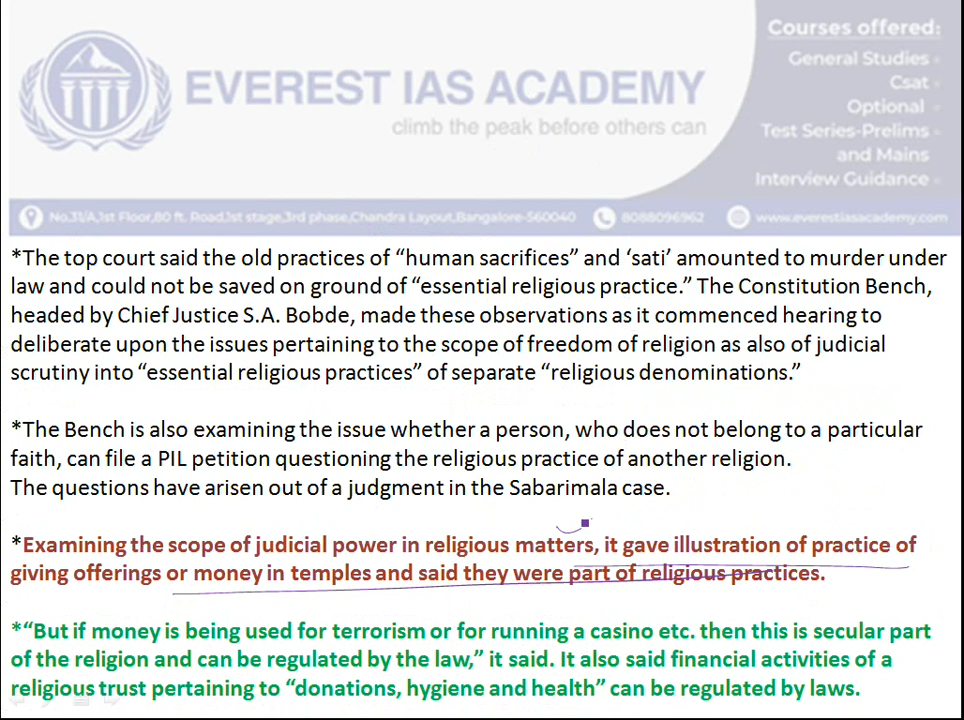 Courses offered:
General Studies
Csat
Optional
Test Series-Prelims
and Mains
Interview Guidance
EVEREST IAS ACADEMY
climb the peak before others can
No.31/A,1st Floor,80 ft. Road,1st stage,3rd phase,Chandra Layout,Bangalore-560040 8088096962 www.everestiasacademy.com
*The top court said the old practices of “human sacrifices” and ‘sati’ amounted to murder under
law and could not be saved on ground of “essential religious practice.” The Constitution Bench,
headed by Chief Justice S.A. Bobde, made these observations as it commenced hearing to
deliberate upon the issues pertaining to the scope of freedom of religion as also of judicial
scrutiny into “essential religious practices” of separate “religious denominations.”
*The Bench is also examining the issue whether a person, who does not belong to a particular
faith, can file a PIL petition questioning the religious practice of another religion.
The questions have arisen out of a judgment in the Sabarimala case.
*Examining the scope of judicial power in religious matters, it gave illustration of practice of
giving offerings or money in temples and said they were part of religious practices.
*“But if money is being used for terrorism or for running a casino etc. then this is secular part
of the religion and can be regulated by the law,” it said. It also said financial activities of a
religious trust pertaining to “donations, hygiene and health” can be regulated by laws.